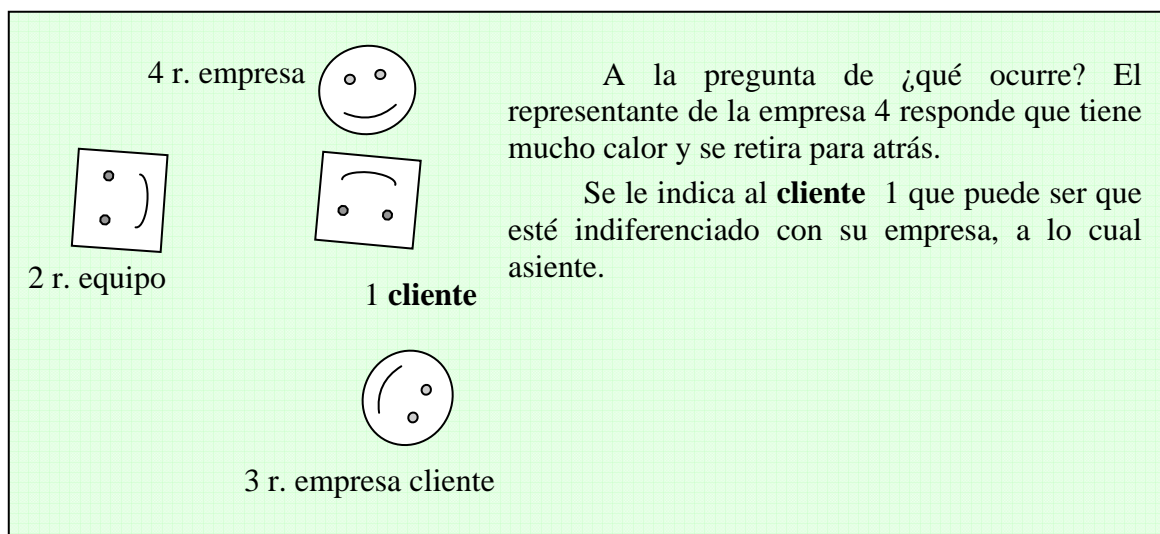 4 r. empresa
2 r. equipo
1 cliente
3 r. empresa cliente
A la pregunta de ¿qué ocurre? El
representante de la empresa 4 responde que tiene
mucho calor y se retira para atrás.
Se le indica al cliente 1 que puede ser que
esté indiferenciado con su empresa, a lo cual
asiente.